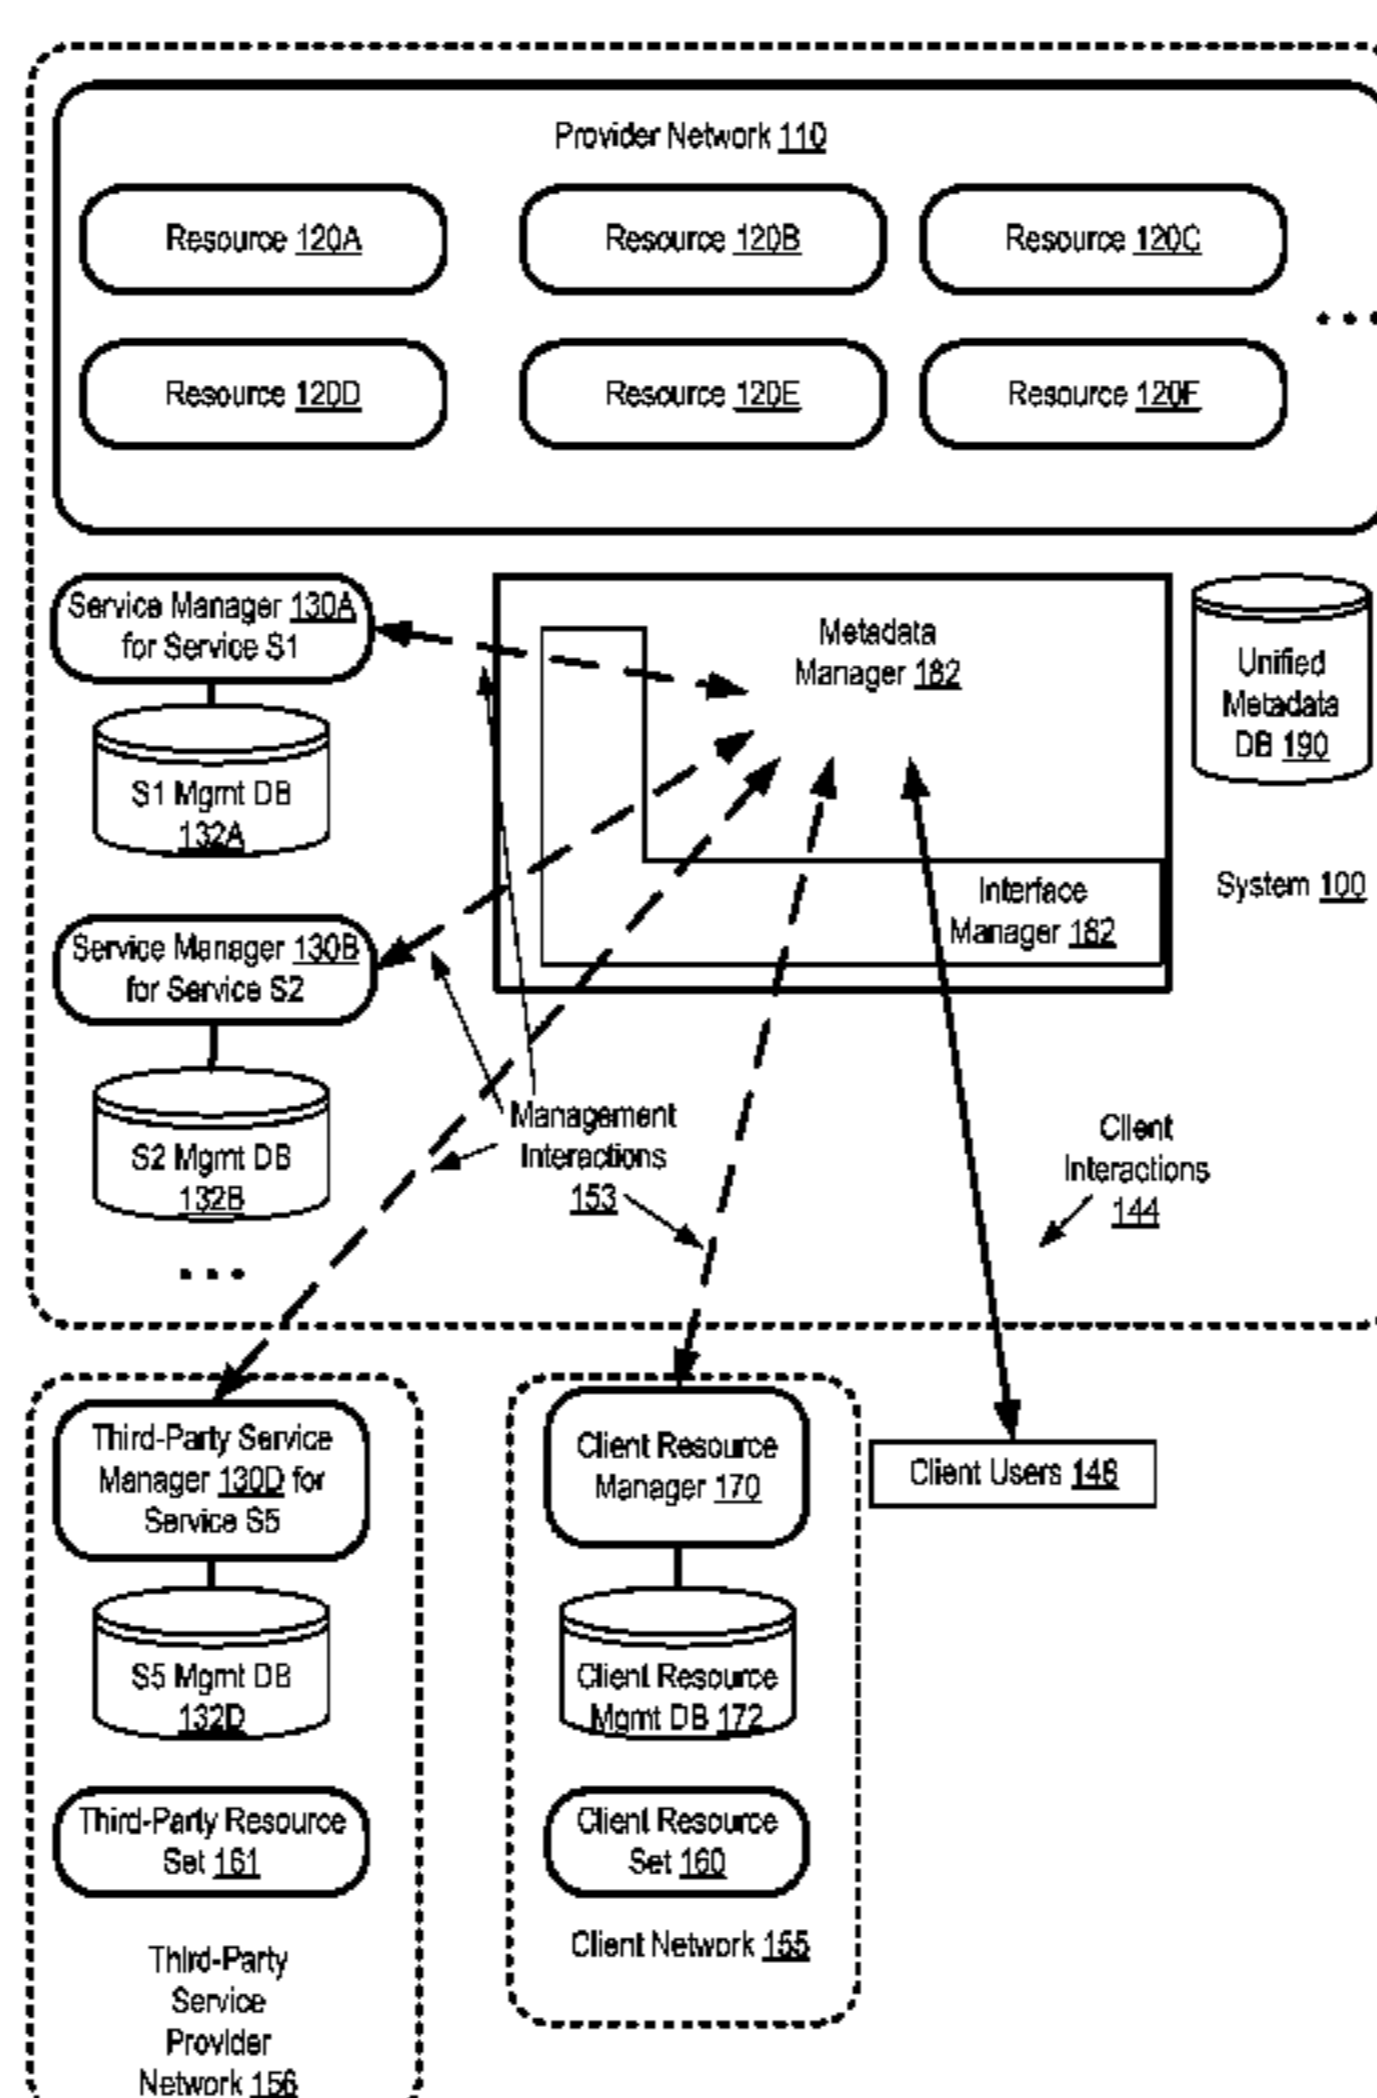 Provider Network 110
Resource 120A
Resource 120B
Resource 120C
...
Resource 120D
Resource 120E
Resource 120F
Service Manager 130A
for Service S1
Metadata
Manager 182
Unified
Metadata
DB 190
S1 Mgmt DB
132A
System 100
Interface
Manager 162
Service Manager 130B
for Service S2
S2 Mgmt DB
132B
...
Management
Interactions
153
Client
Interactions
144
Third-Party Service
Manager 130D for
Service S5
Client Resource
Manager 170
Client Users 148
S5 Mgmt DB
132D
Client Resource
Mgmt DB 172
Third-Party Resource
Set 161
Client Resource
Set 160
Client Network 155
Third-Party
Service
Provider
Network 156